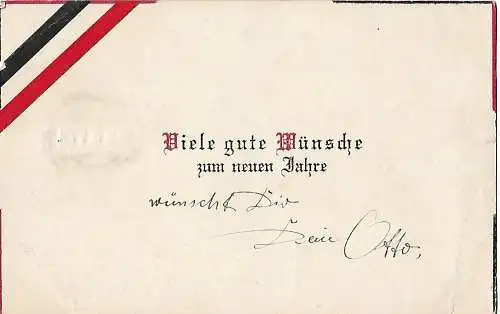 Viele gute Wünsche
zum neuen Jahre
wünscht Dir
Dein Otto,